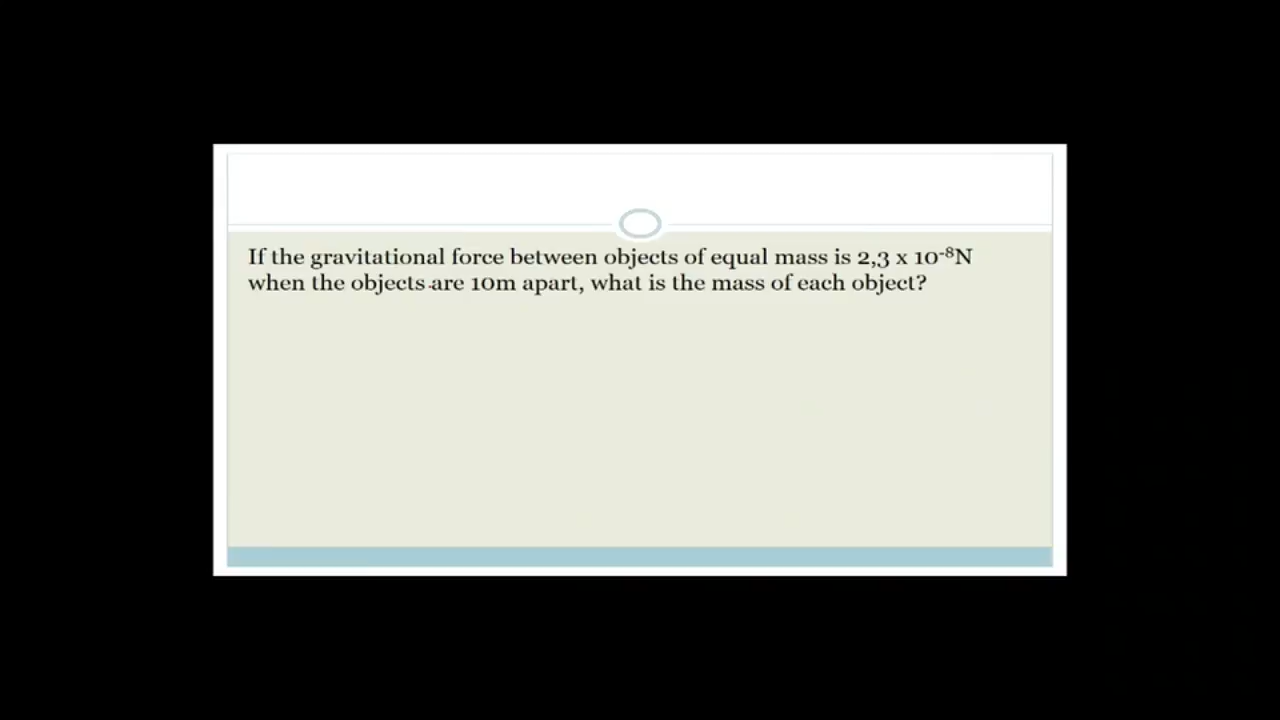 If the gravitational force between objects of equal mass is 2,3 x 10⁻⁸N
when the objects are 10m apart, what is the mass of each object?